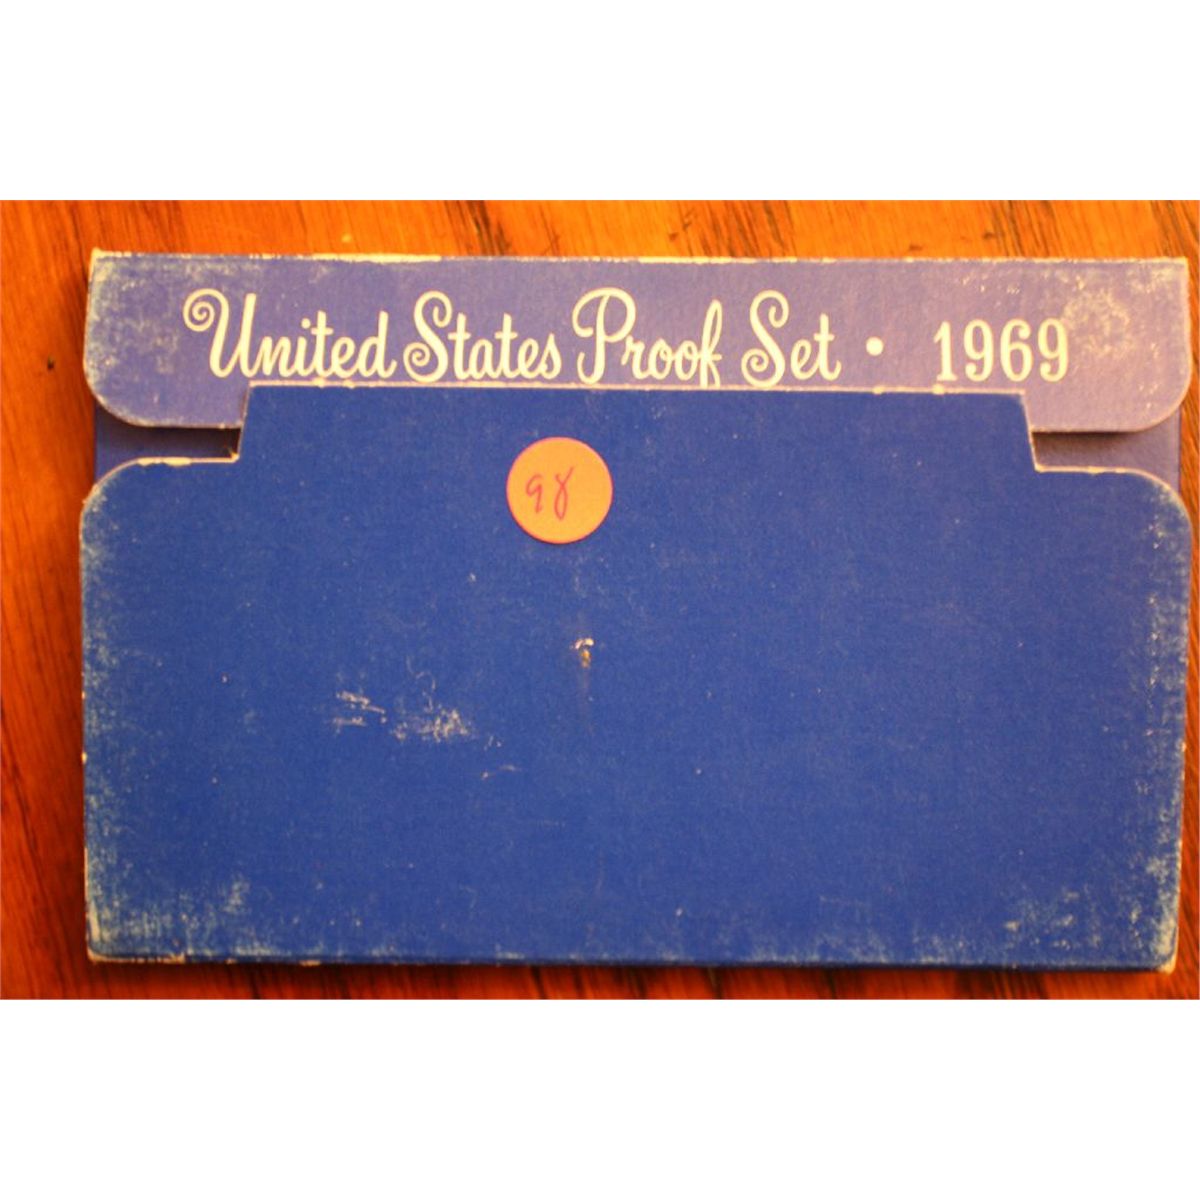 United States Proof Set • 1969
98